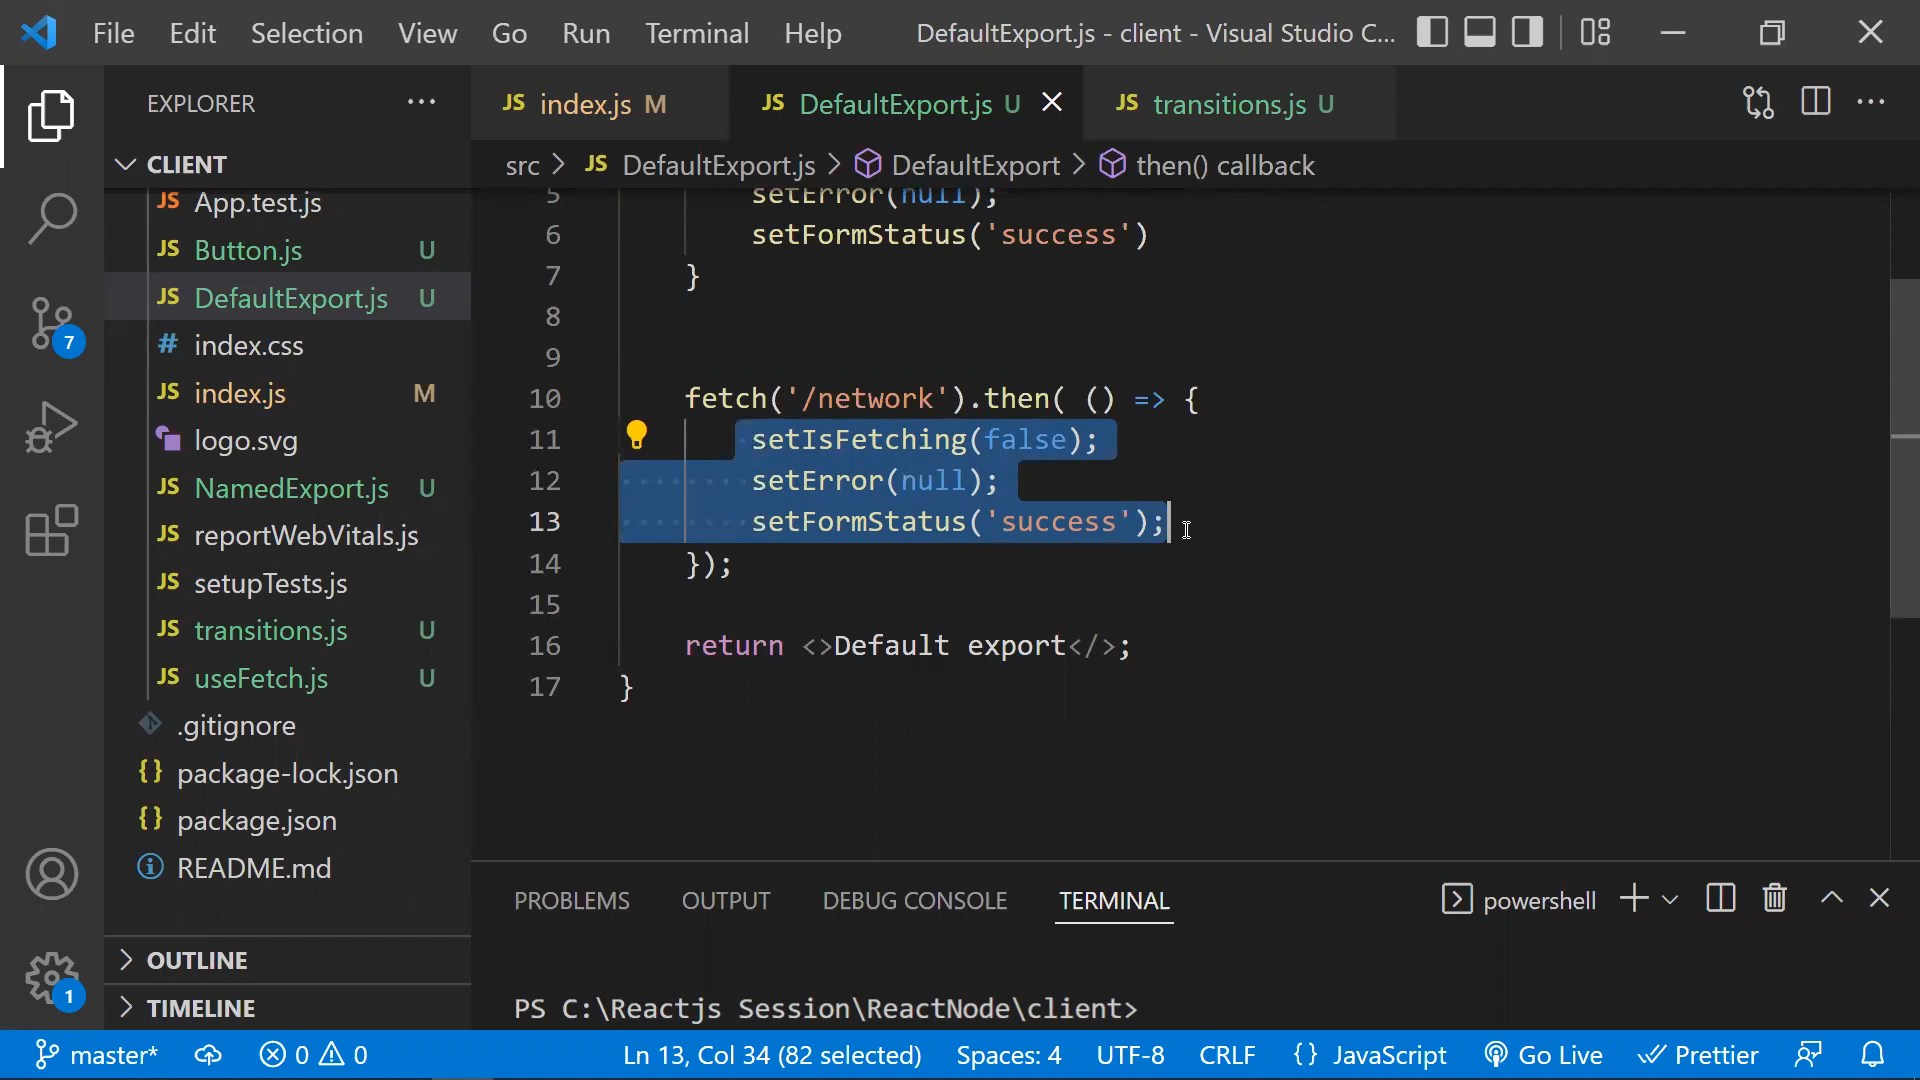 File Edit Selection View Go Run Terminal Help DefaultExport.js - client - Visual Studio C...
EXPLORER
JS index.js M JS DefaultExport.js U JS transitions.js U
CLIENT
src > JS DefaultExport.js > DefaultExport > then() callback
JS App.test.js
JS Button.js U
JS DefaultExport.js U
# index.css
JS index.js M
logo.svg
JS NamedExport.js U
JS reportWebVitals.js
JS setupTests.js
JS transitions.js U
JS useFetch.js U
.gitignore
{} package-lock.json
{} package.json
README.md
OUTLINE
TIMELINE
7
1
5 setError(null);
6 setFormStatus('success')
7 }
8
9
10 fetch('/network').then( () => {
11 setIsFetching(false);
12 setError(null);
13 setFormStatus('success');
14 });
15
16 return <>Default export</>;
17 }
PROBLEMS OUTPUT DEBUG CONSOLE TERMINAL powershell
PS C:\Reactjs Session\ReactNode\client>
master* 0 0 Ln 13, Col 34 (82 selected) Spaces: 4 UTF-8 CRLF {} JavaScript Go Live Prettier